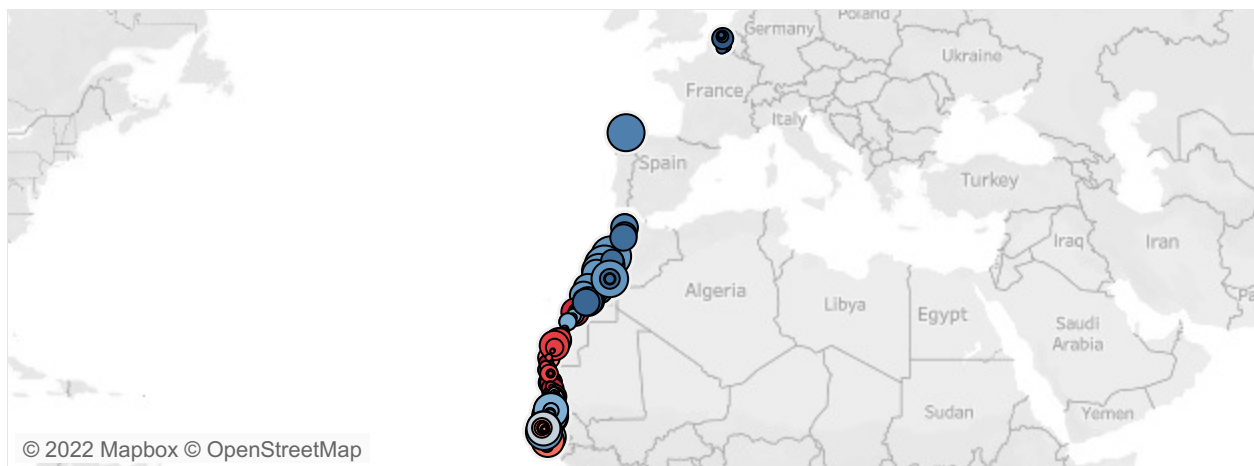 Poland
Germany
Ukraine
France
Italy
Spain
Turkey
Iraq
Iran
Algeria
Libya
Egypt
Saudi
Arabia
Sudan
Yemen
© 2022 Mapbox © OpenStreetMap